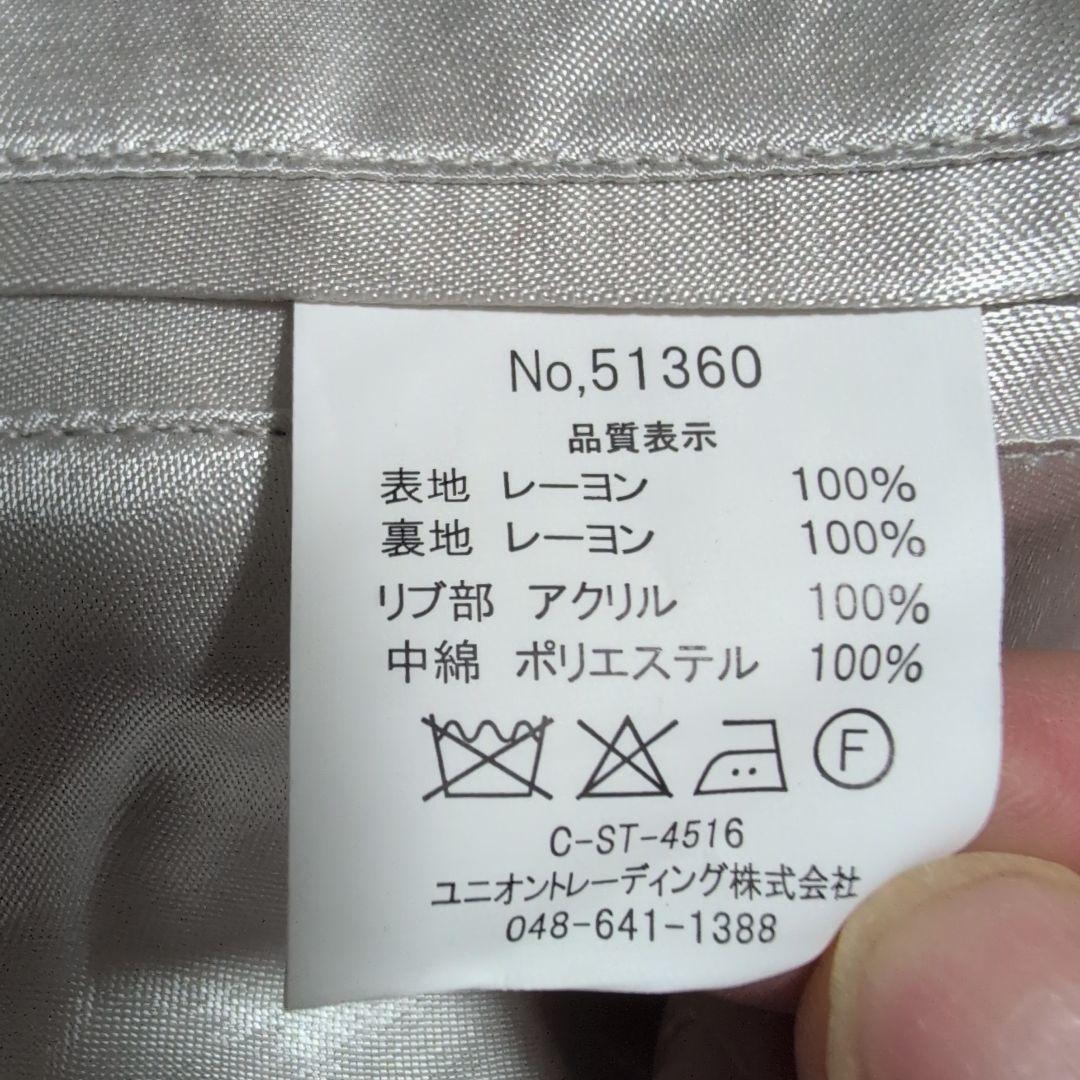 No,51360
品質表示
表地 レーヨン 100%
裏地 レーヨン 100%
リブ部 アクリル 100%
中綿 ポリエステル 100%
F
C-ST-4516
ユニオントレーディング株式会社
048-641-1388